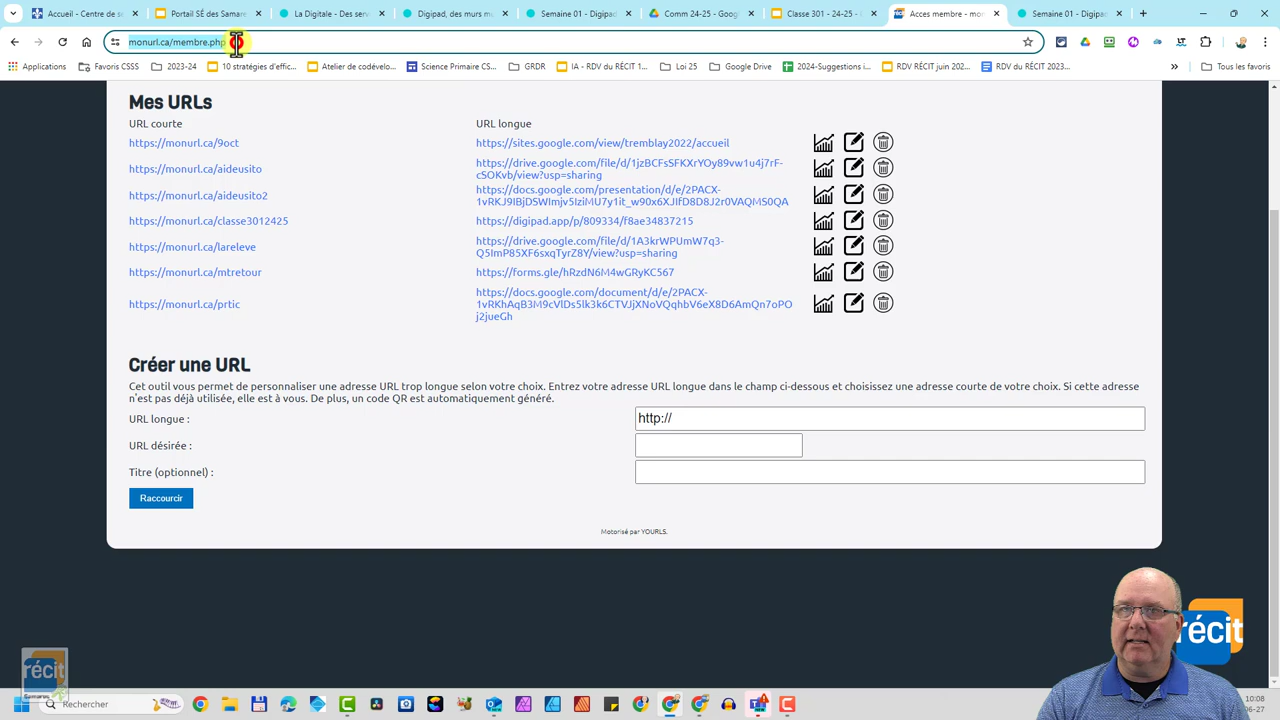 Accueil - Centre de s
Portail SÉ des Samare
La Digitale - Des serv
Digipad, des murs mu
Semaine 01 - Digipad
Comm 24-25 - Goog
Classe 301 - 24-25 -
Accès membre - mon
Semaine 01 - Digipad
monurl.ca/membre.php
Applications
Favoris CSSS
2023-24
10 stratégies d'effic...
Atelier de codévelo...
Science Primaire CS...
GRDR
IA - RDV du RÉCIT 1...
Loi 25
Google Drive
2024-Suggestions i...
RDV RÉCIT juin 202...
RDV du RÉCIT 2023...
»
Tous les favoris
Mes URLs
URL courte URL longue
https://monurl.ca/9oct https://sites.google.com/view/tremblay2022/accueil
https://monurl.ca/aideusito https://drive.google.com/file/d/1jzBCFsSFKXrYOy89vw1u4j7rF-
cSOKvb/view?usp=sharing
https://monurl.ca/aideusito2 https://docs.google.com/presentation/d/e/2PACX-
1vRKJ9IBjDSWImjv5IziMU7y1it_w90x6XJIfD8D8J2r0VAQMS0QA
https://monurl.ca/classe3012425 https://digipad.app/p/809334/f8ae34837215
https://monurl.ca/lareleve https://drive.google.com/file/d/1A3krWPUmW7q3-
Q5ImP85XF6sxqTyrZ8Y/view?usp=sharing
https://monurl.ca/mtretour https://forms.gle/hRzdN6M4wGRyKC567
https://monurl.ca/prtic https://docs.google.com/document/d/e/2PACX-
1vRKhAqB3M9cVlDs5lk3k6CTVJjXNoVQqhbV6eX8D6AmQn7oPO
j2jueGh
Créer une URL
Cet outil vous permet de personnaliser une adresse URL trop longue selon votre choix. Entrez votre adresse URL longue dans le champ ci-dessous et choisissez une adresse courte de votre choix. Si cette adresse
n'est pas déjà utilisée, elle est à vous. De plus, un code QR est automatiquement généré.
URL longue : http://
URL désirée :
Titre (optionnel) :
Raccourcir
Motorisé par YOURLS.
récit
récit
Samares
Rechercher
10:08
06-27